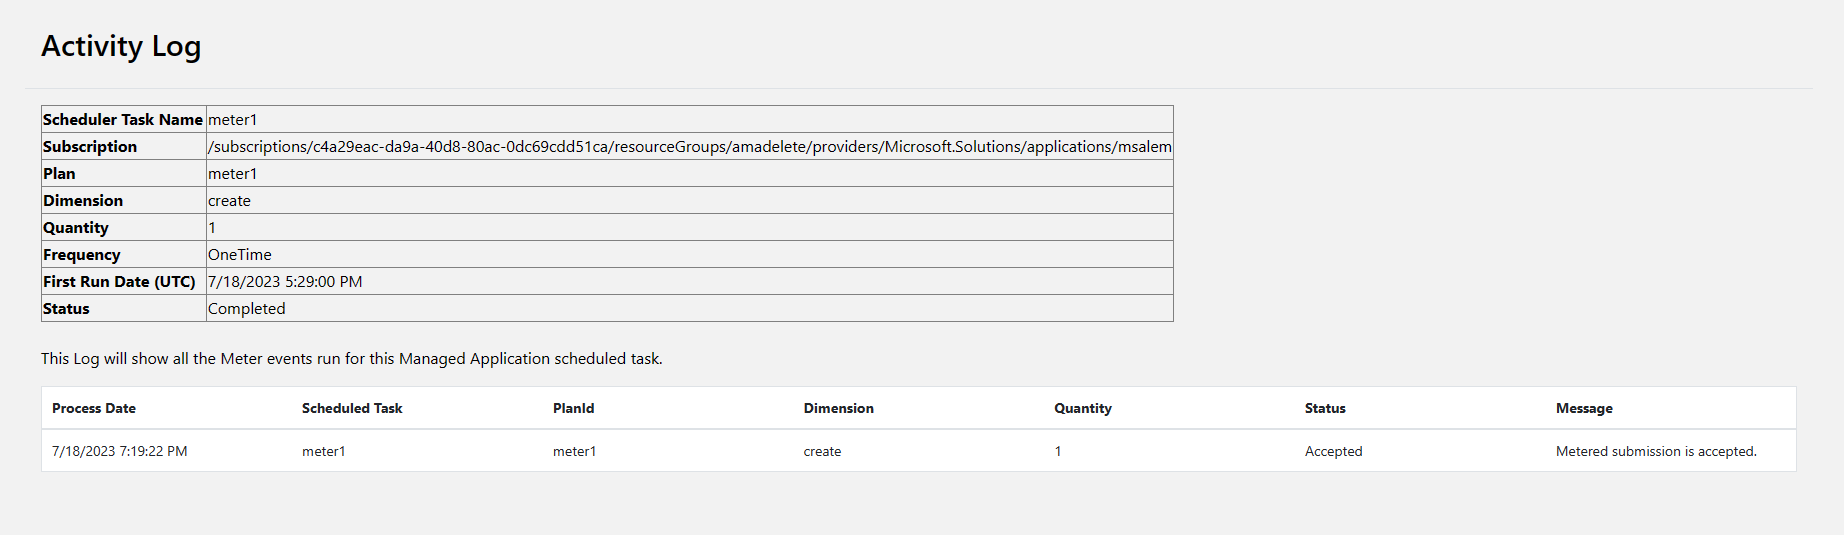 Activity Log
Scheduler Task Name meter1
Subscription /subscriptions/c4a29eac-da9a-40d8-80ac-0dc69cdd51ca/resourceGroups/amadelete/providers/Microsoft.Solutions/applications/msalem
Plan meter1
Dimension create
Quantity 1
Frequency OneTime
First Run Date (UTC) 7/18/2023 5:29:00 PM
Status Completed
This Log will show all the Meter events run for this Managed Application scheduled task.
Process Date Scheduled Task PlanId Dimension Quantity Status Message
7/18/2023 7:19:22 PM meter1 meter1 create 1 Accepted Metered submission is accepted.